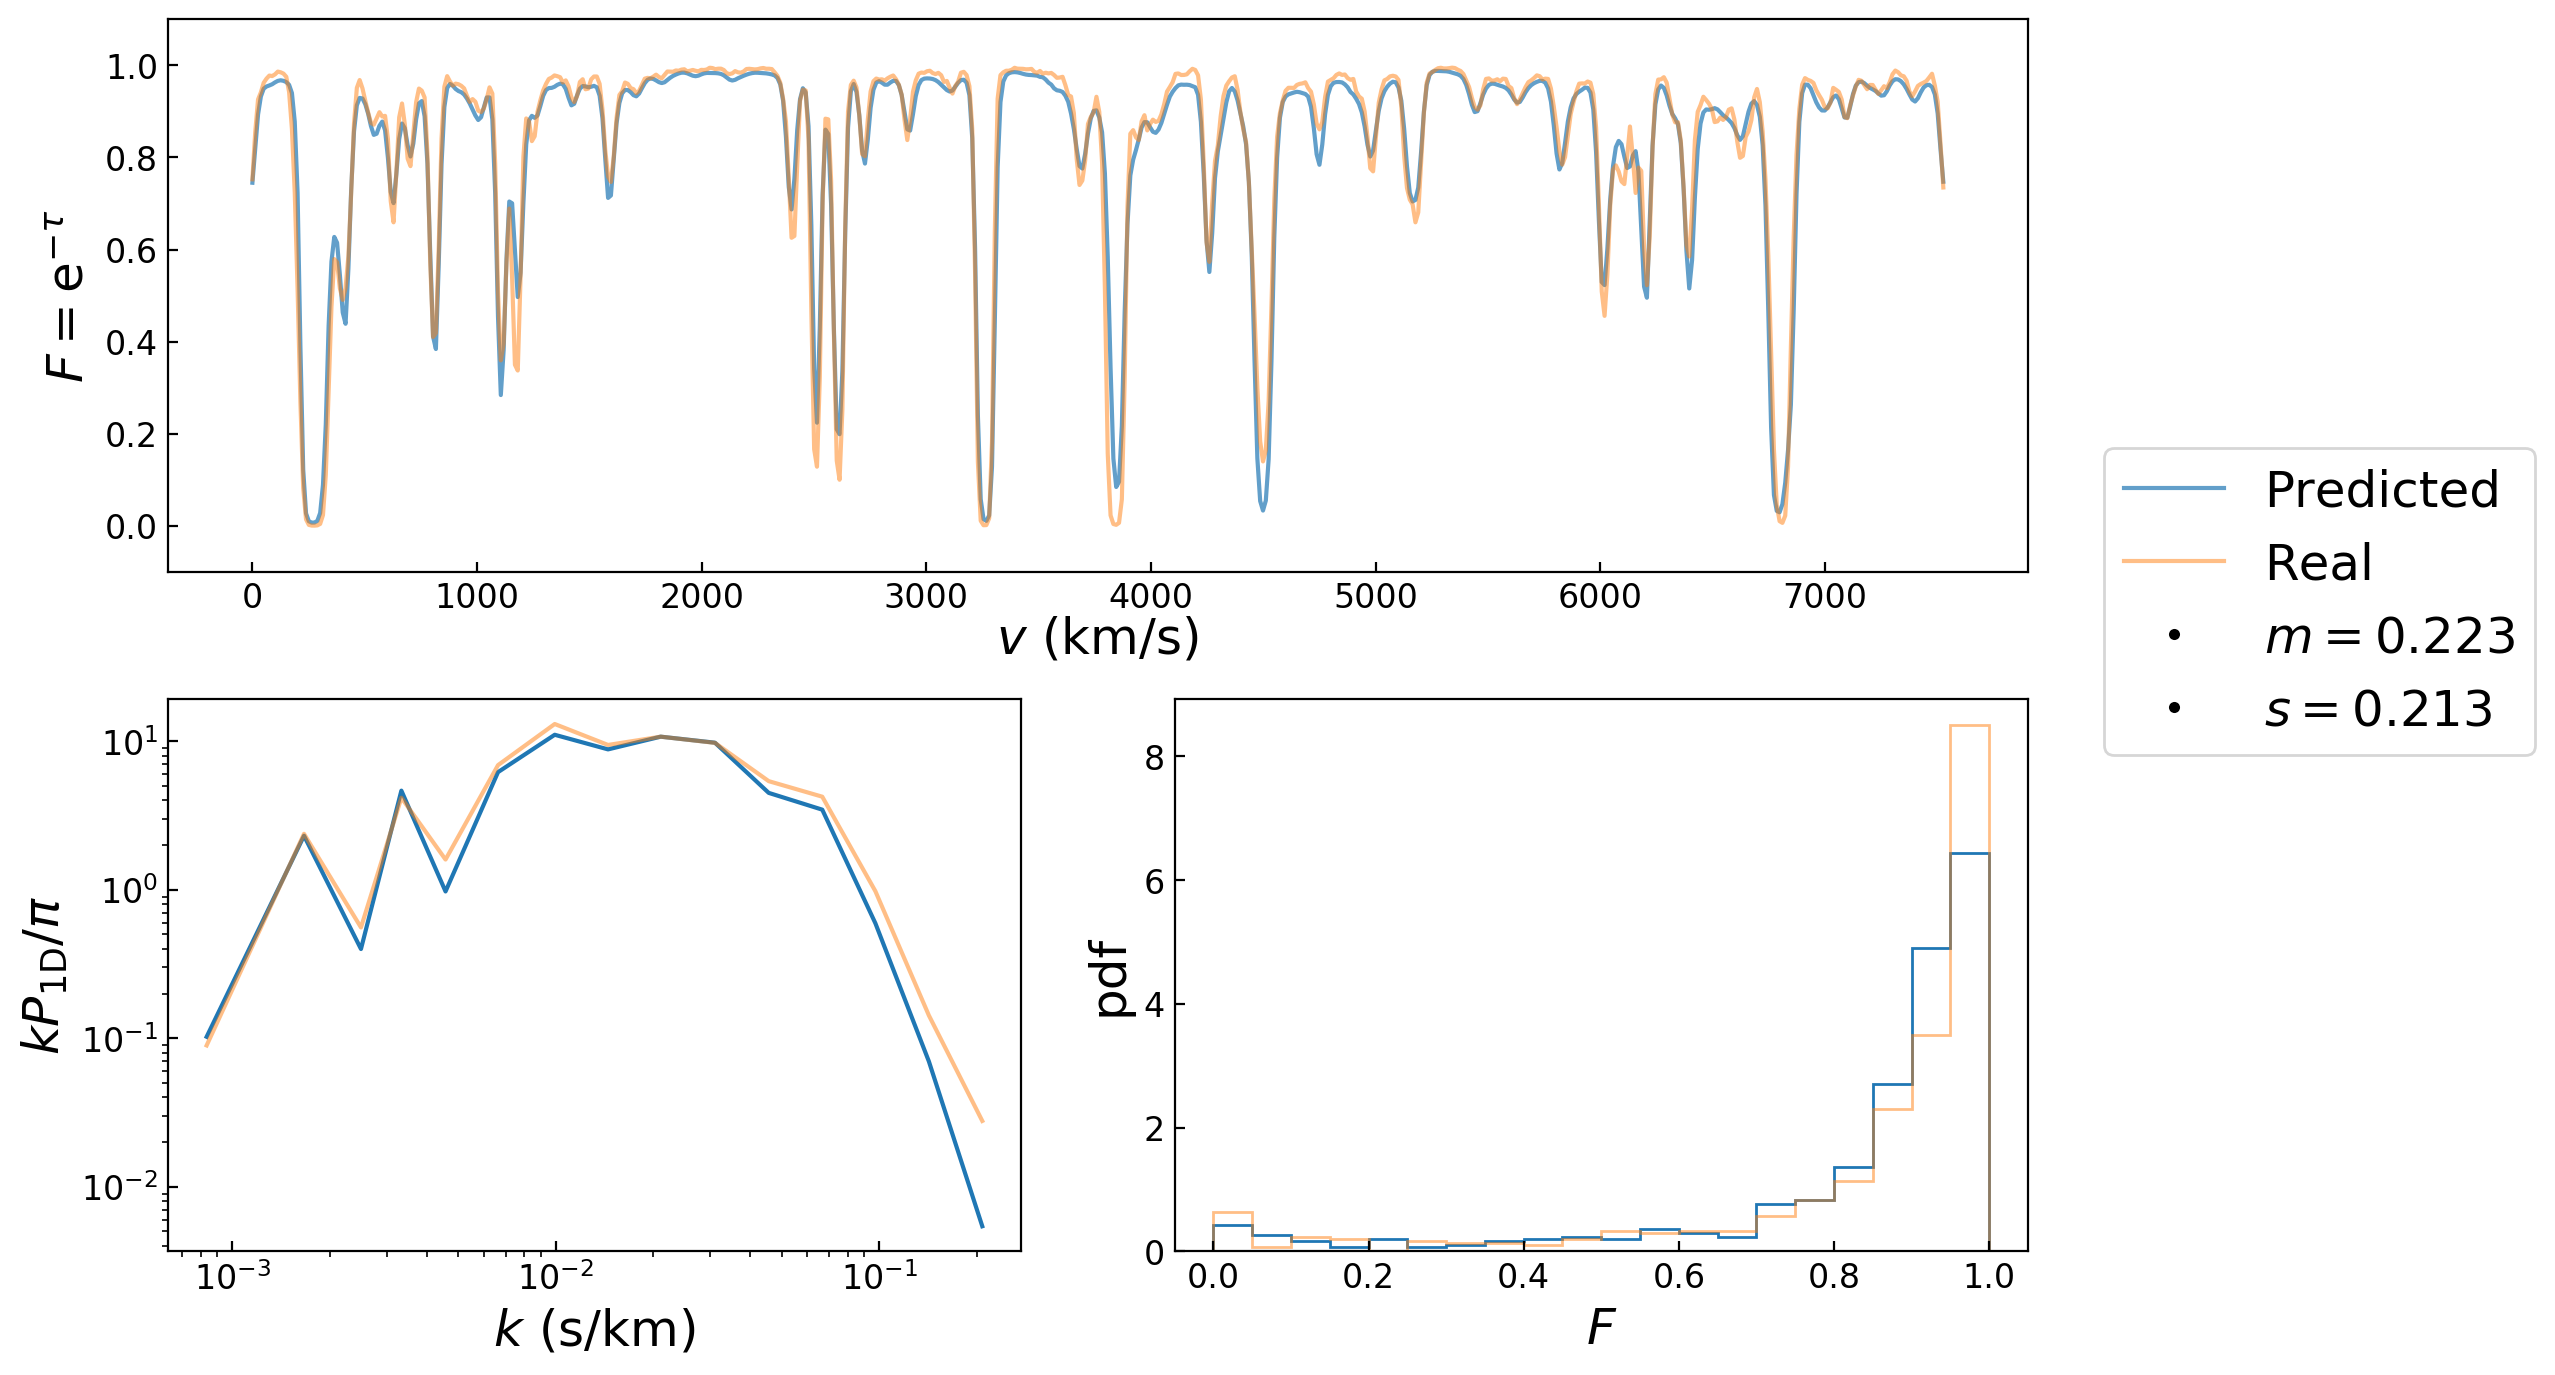 1.0
0.8
0.6
0.4
0.2
0.0
F = e^{−τ}
0 1000 2000 3000 4000 5000 6000 7000
v (km/s)
Predicted
Real
m = 0.223
s = 0.213
10^1
10^0
10^{−1}
10^{−2}
kP_{1D}/π
10^{−3} 10^{−2} 10^{−1}
k (s/km)
8
6
4
2
0
pdf
0.0 0.2 0.4 0.6 0.8 1.0
F